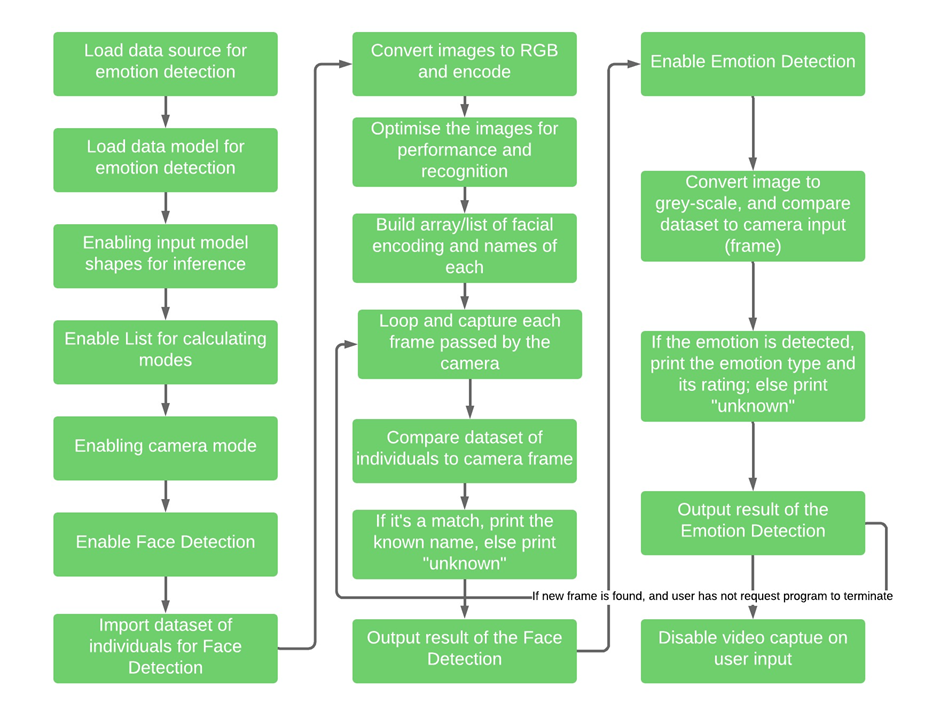 Load data source for
emotion detection
Load data model for
emotion detection
Enabling input model
shapes for inference
Enable List for calculating
modes
Enabling camera mode
Enable Face Detection
Import dataset of
individuals for Face
Detection
Convert images to RGB
and encode
Optimise the images for
performance and
recognition
Build array/list of facial
encoding and names of
each
Loop and capture each
frame passed by the
camera
Compare dataset of
individuals to camera frame
If it's a match, print the
known name, else print
"unknown"
Output result of the Face
Detection
Enable Emotion Detection
Convert image to
grey-scale, and compare
dataset to camera input
(frame)
If the emotion is detected,
print the emotion type and
its rating; else print
"unknown"
Output result of the
Emotion Detection
If new frame is found, and user has not request program to terminate
Disable video captue on
user input